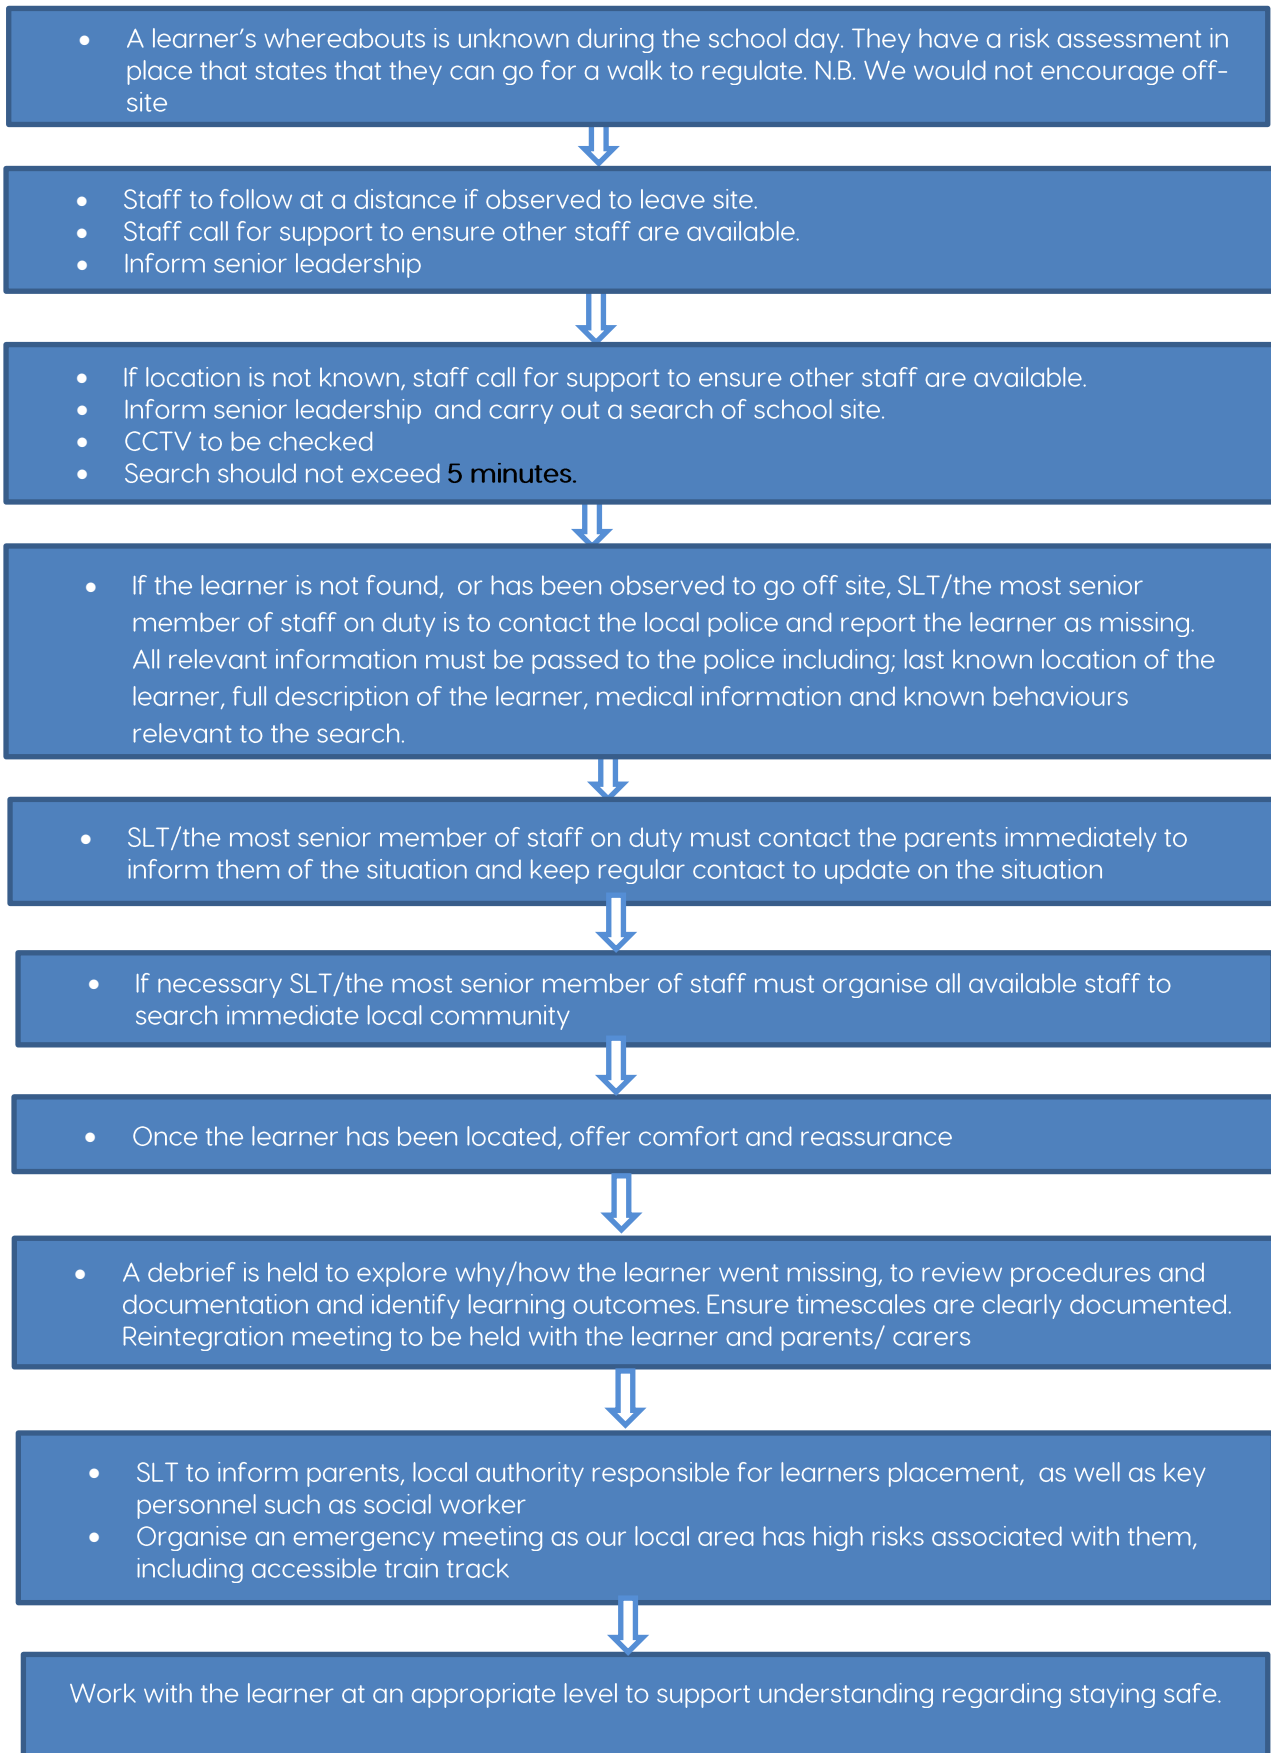 • A learner’s whereabouts is unknown during the school day. They have a risk assessment in
place that states that they can go for a walk to regulate. N.B. We would not encourage off-
site
• Staff to follow at a distance if observed to leave site.
• Staff call for support to ensure other staff are available.
• Inform senior leadership
• If location is not known, staff call for support to ensure other staff are available.
• Inform senior leadership and carry out a search of school site.
• CCTV to be checked
• Search should not exceed 5 minutes.
• If the learner is not found, or has been observed to go off site, SLT/the most senior
member of staff on duty is to contact the local police and report the learner as missing.
All relevant information must be passed to the police including; last known location of the
learner, full description of the learner, medical information and known behaviours
relevant to the search.
• SLT/the most senior member of staff on duty must contact the parents immediately to
inform them of the situation and keep regular contact to update on the situation
• If necessary SLT/the most senior member of staff must organise all available staff to
search immediate local community
• Once the learner has been located, offer comfort and reassurance
• A debrief is held to explore why/how the learner went missing, to review procedures and
documentation and identify learning outcomes. Ensure timescales are clearly documented.
Reintegration meeting to be held with the learner and parents/ carers
• SLT to inform parents, local authority responsible for learners placement, as well as key
personnel such as social worker
• Organise an emergency meeting as our local area has high risks associated with them,
including accessible train track
Work with the learner at an appropriate level to support understanding regarding staying safe.